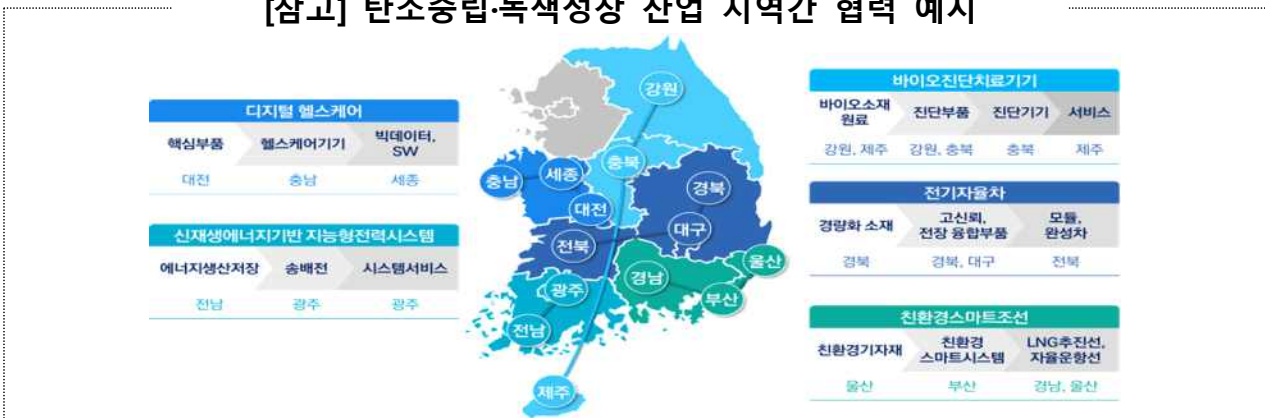 [참고] 탄소중립·녹색성장 산업 지역간 협력 예시
디지털 헬스케어
핵심부품 헬스케어기기 빅데이터, SW
대전 충남 세종
신재생에너지기반 지능형전력시스템
에너지생산저장 송배전 시스템서비스
전남 광주 광주
강원
충북
충남
세종
대전
경북
대구
전북
광주
전남
경남
울산
부산
제주
바이오진단치료기기
바이오소재 원료 진단부품 진단기기 서비스
강원, 제주 강원, 충북 충북 제주
전기자율차
경량화 소재 고신뢰, 전장 융합부품 모듈, 완성차
경북 경북, 대구 전북
친환경스마트조선
친환경기자재 친환경 스마트시스템 LNG추진선, 자율운항선
울산 부산 경남, 울산